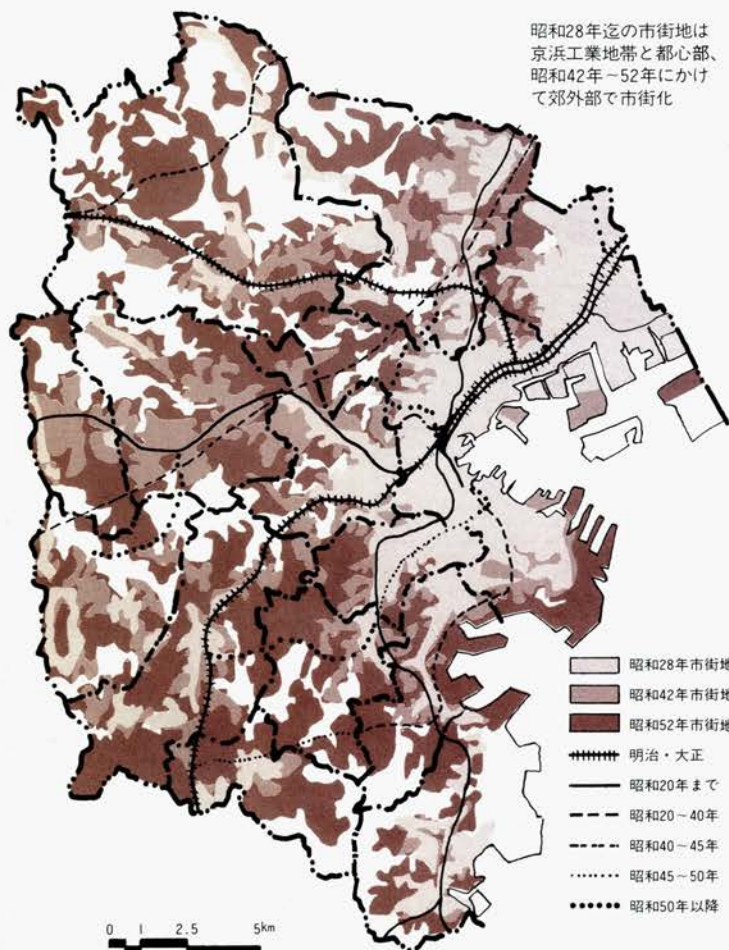 昭和28年迄の市街地は
京浜工業地帯と都心部、
昭和42年～52年にかけ
て郊外部で市街化
昭和28年市街地
昭和42年市街地
昭和52年市街地
明治・大正
昭和20年まで
昭和20～40年
昭和40～45年
昭和45～50年
昭和50年以降
0 1 2.5 5km